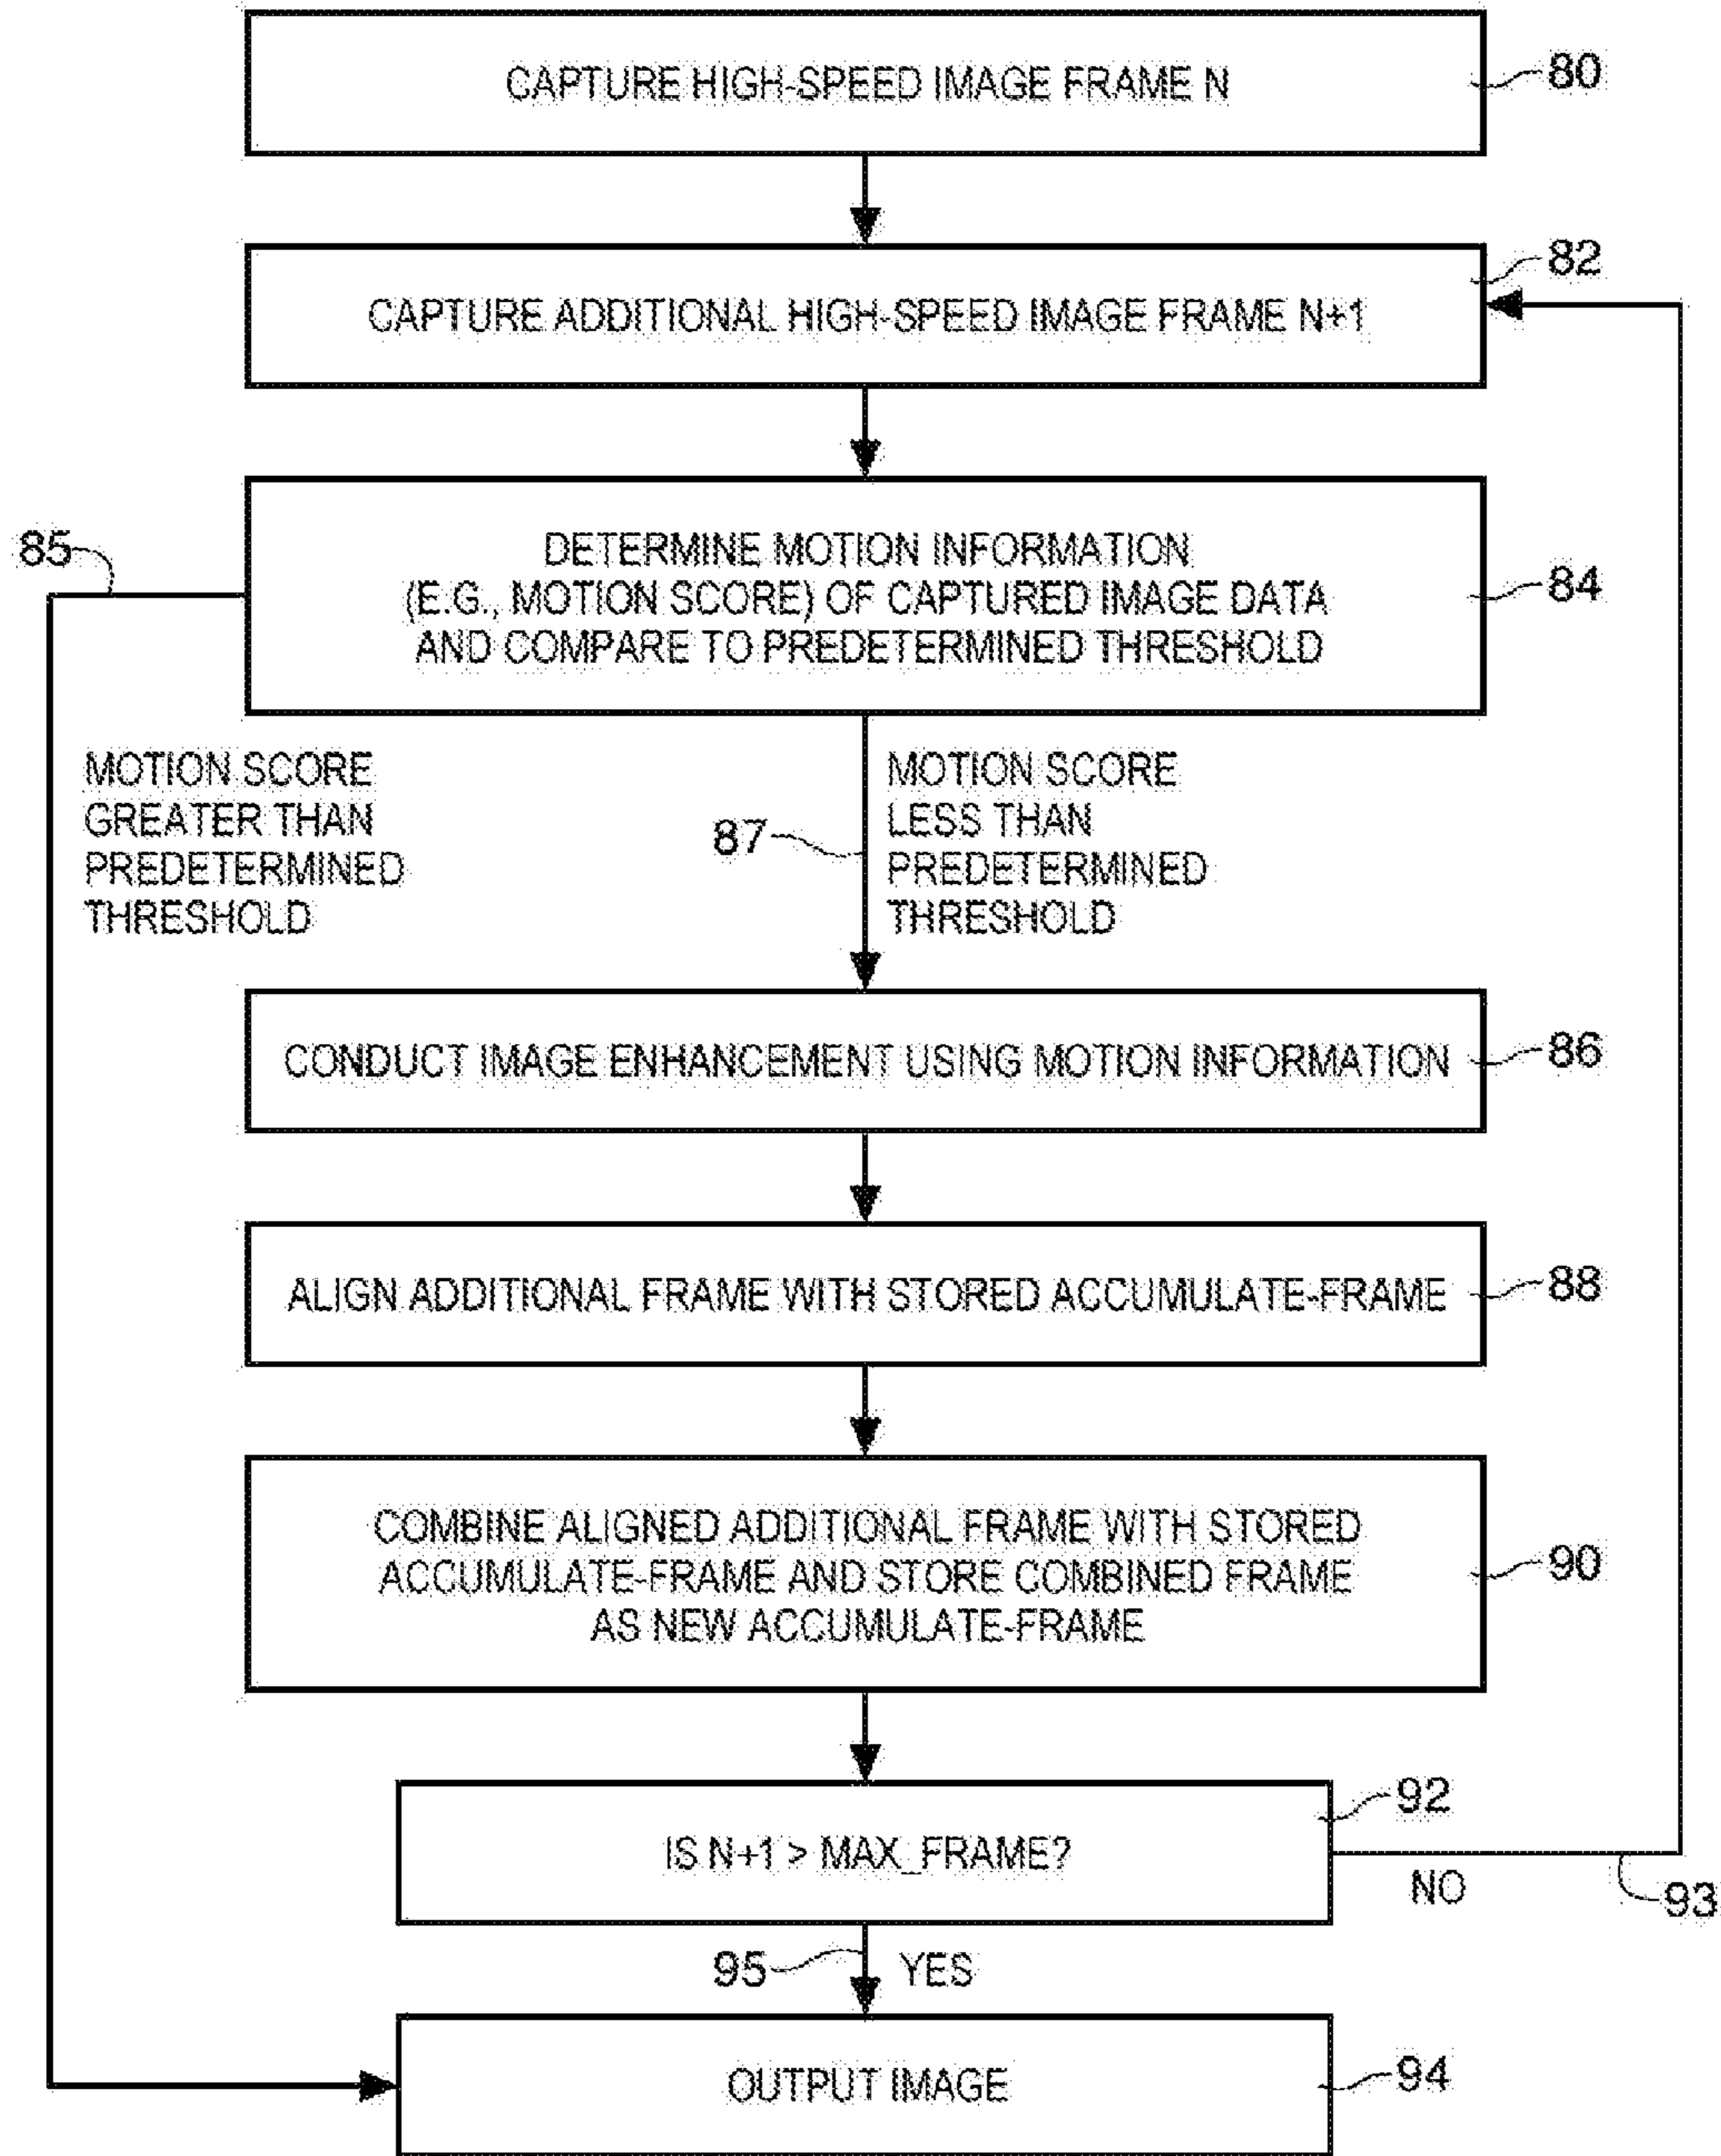 CAPTURE HIGH-SPEED IMAGE FRAME N
80
82
CAPTURE ADDITIONAL HIGH-SPEED IMAGE FRAME N+1
85
DETERMINE MOTION INFORMATION
(E.G., MOTION SCORE) OF CAPTURED IMAGE DATA
AND COMPARE TO PREDETERMINED THRESHOLD
84
MOTION SCORE
GREATER THAN
PREDETERMINED
THRESHOLD
87
MOTION SCORE
LESS THAN
PREDETERMINED
THRESHOLD
CONDUCT IMAGE ENHANCEMENT USING MOTION INFORMATION
86
ALIGN ADDITIONAL FRAME WITH STORED ACCUMULATE-FRAME
88
COMBINE ALIGNED ADDITIONAL FRAME WITH STORED
ACCUMULATE-FRAME AND STORE COMBINED FRAME
AS NEW ACCUMULATE-FRAME
90
92
IS N+1 > MAX_FRAME?
NO
93
95
YES
OUTPUT IMAGE
94